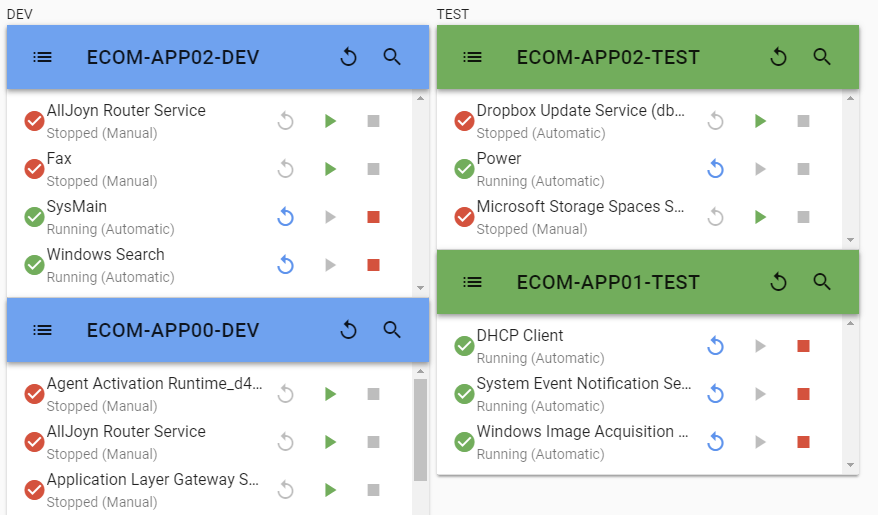 DEV
ECOM-APP02-DEV
AllJoyn Router Service
Stopped (Manual)
Fax
Stopped (Manual)
SysMain
Running (Automatic)
Windows Search
Running (Automatic)
ECOM-APP00-DEV
Agent Activation Runtime_d4...
Stopped (Manual)
AllJoyn Router Service
Stopped (Manual)
Application Layer Gateway S...
Stopped (Manual)
TEST
ECOM-APP02-TEST
Dropbox Update Service (db...
Stopped (Automatic)
Power
Running (Automatic)
Microsoft Storage Spaces S...
Stopped (Manual)
ECOM-APP01-TEST
DHCP Client
Running (Automatic)
System Event Notification Se...
Running (Automatic)
Windows Image Acquisition ...
Running (Automatic)